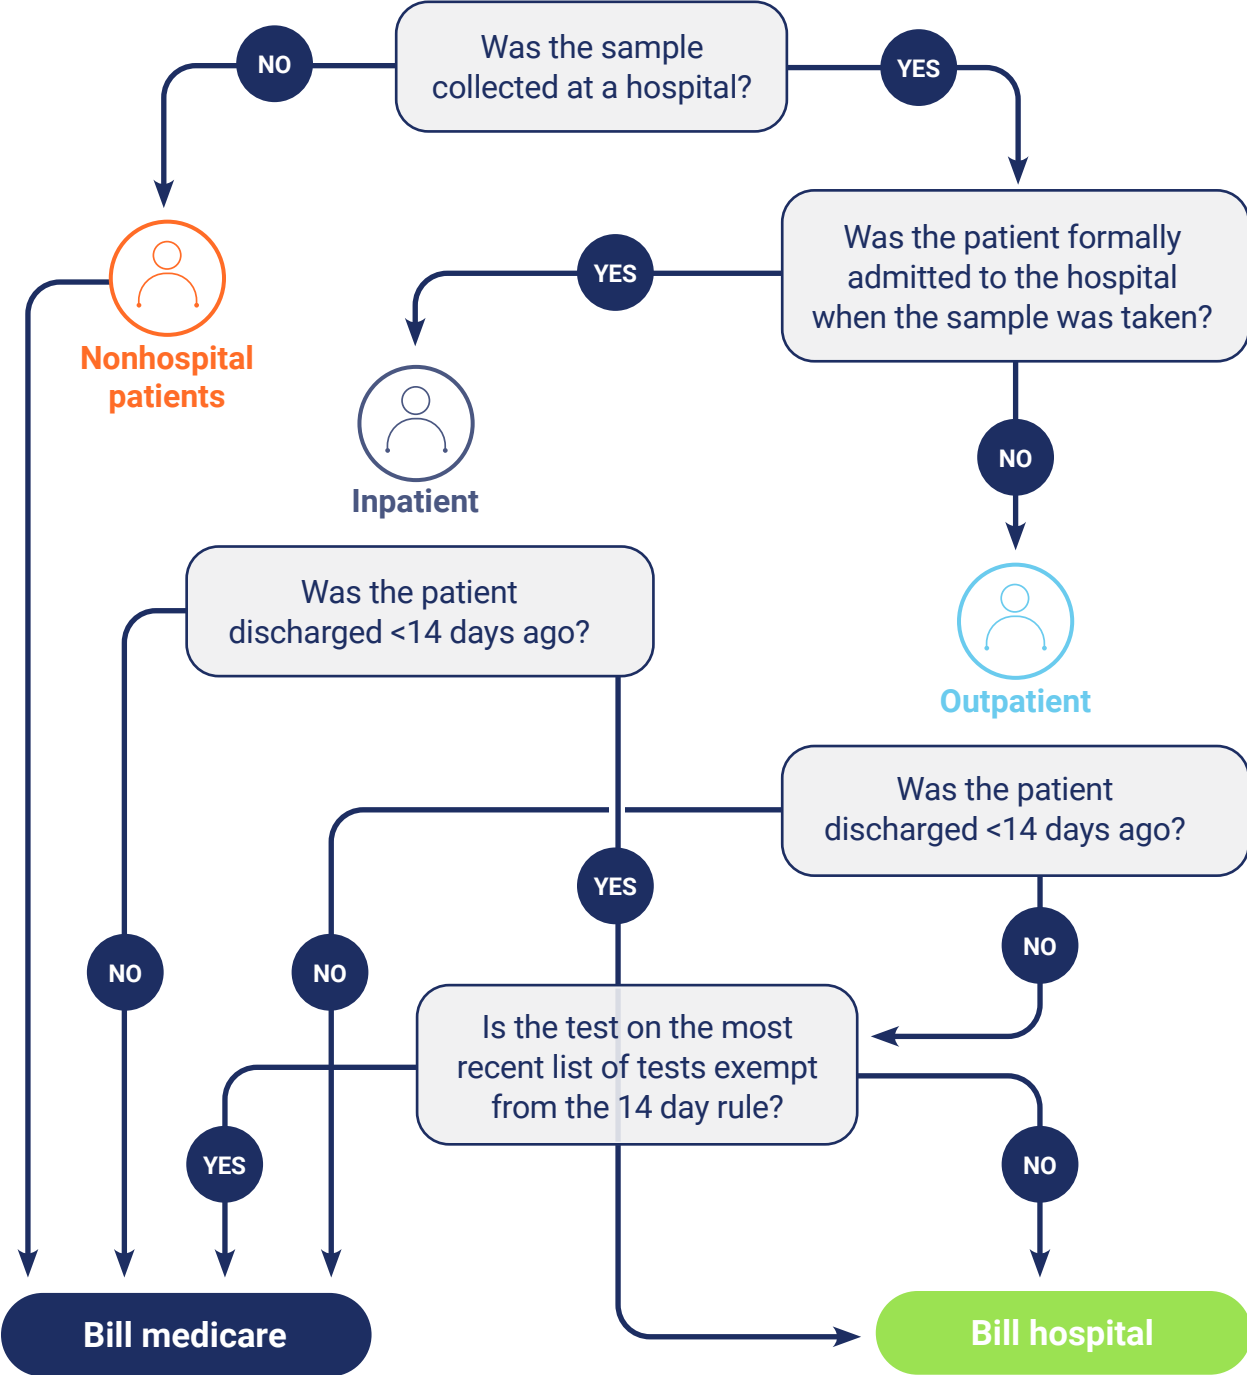 Was the sample
collected at a hospital?
NO
YES
Was the patient formally
admitted to the hospital
when the sample was taken?
YES
NO
Nonhospital
patients
Inpatient
Outpatient
Was the patient
discharged <14 days ago?
Was the patient
discharged <14 days ago?
YES
NO
NO
NO
Is the test on the most
recent list of tests exempt
from the 14 day rule?
YES
NO
Bill medicare
Bill hospital